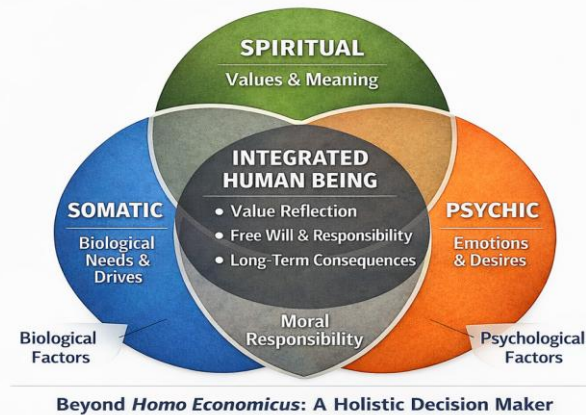 SPIRITUAL
Values & Meaning
INTEGRATED
HUMAN BEING
• Value Reflection
• Free Will & Responsibility
• Long-Term Consequences
SOMATIC
Biological
Needs &
Drives
PSYCHIC
Emotions
& Desires
Moral
Responsibility
Biological
Factors
Psychological
Factors
Beyond Homo Economicus: A Holistic Decision Maker